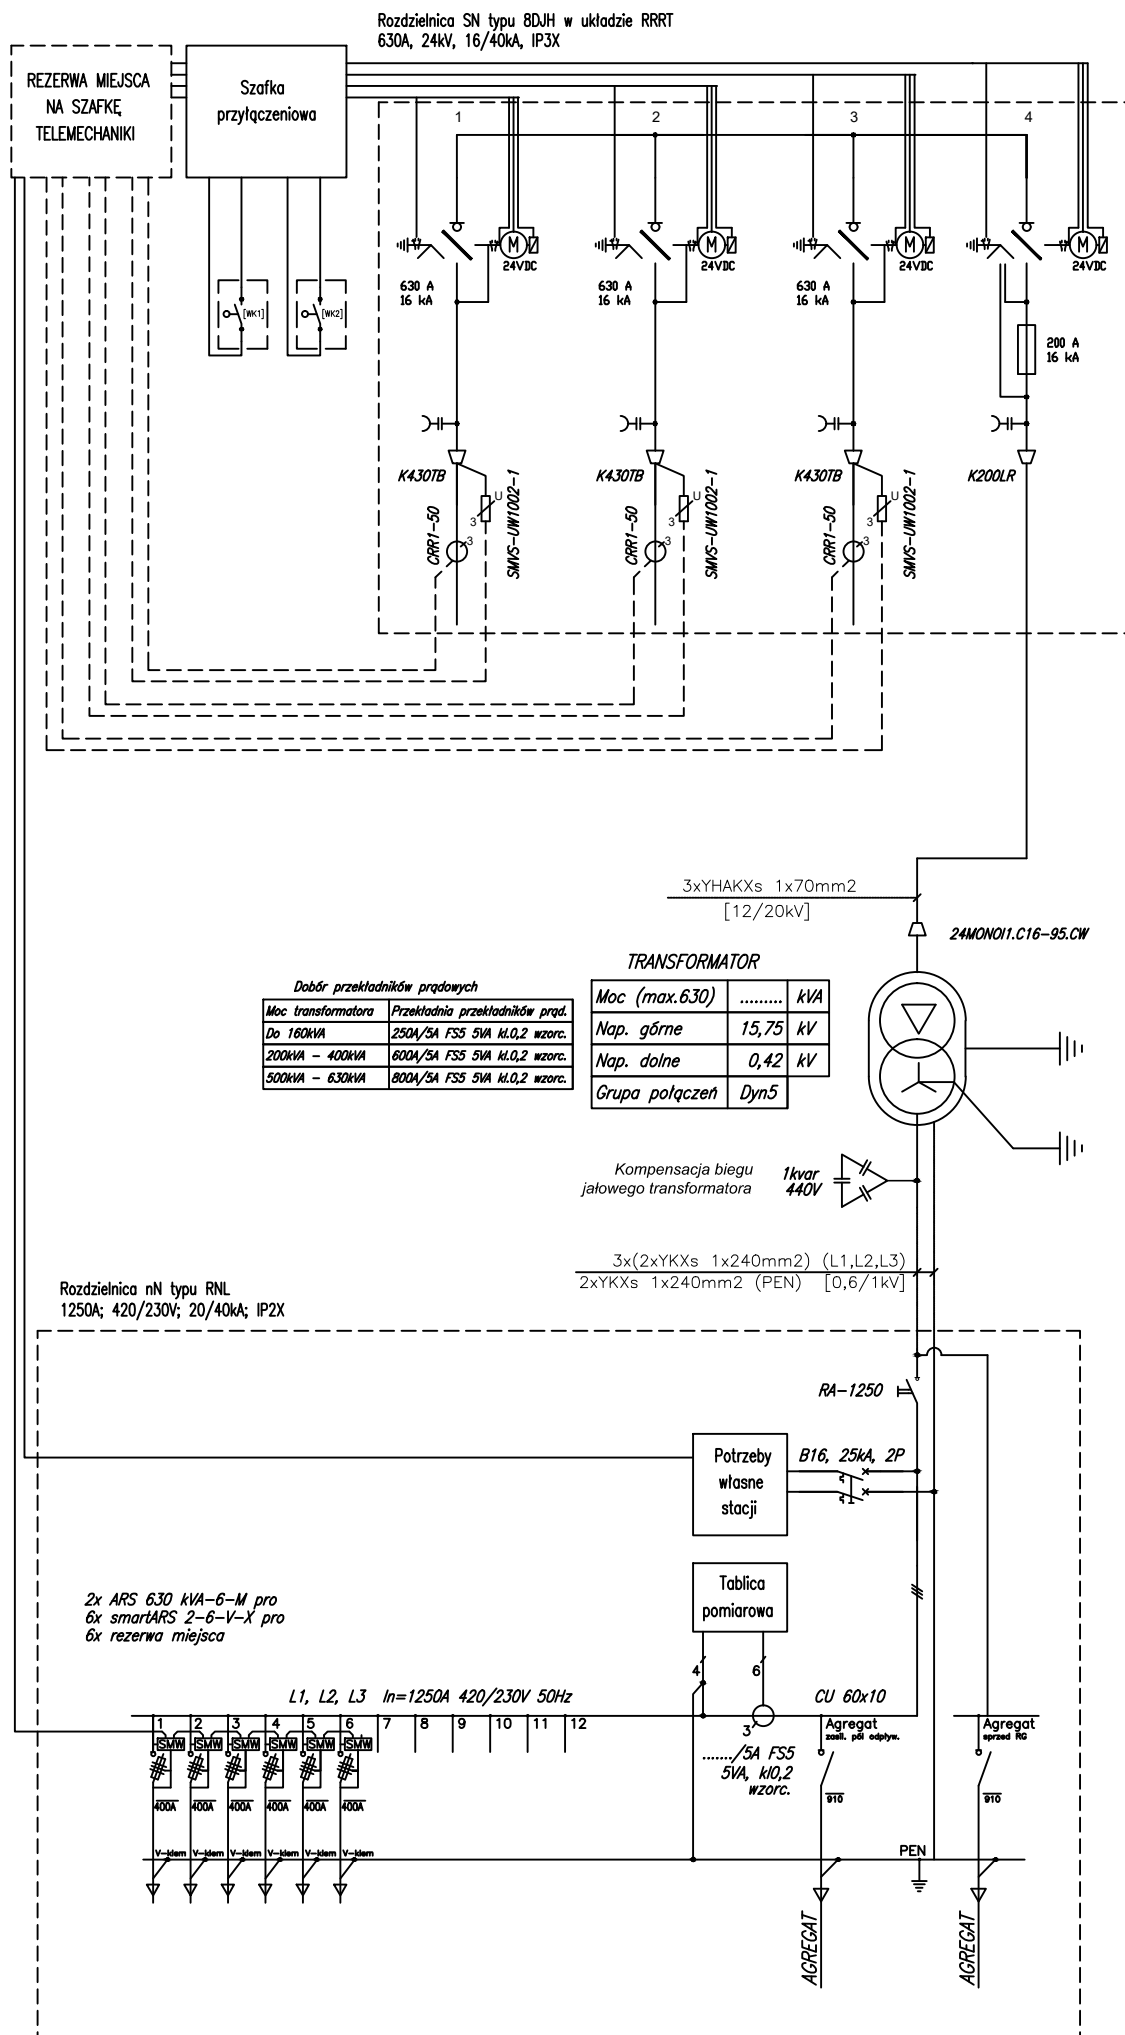 Rozdzielnica SN typu 8DJH w układzie RRRT
630A, 24kV, 16/40kA, IP3X
REZERWA MIEJSCA
NA SZAFKĘ
TELEMECHANIKI
Szafka
przyłączeniowa
1
2
3
4
M
24VDC
M
24VDC
M
24VDC
M
24VDC
630 A
16 kA
630 A
16 kA
630 A
16 kA
200 A
16 kA
[WK1]
[WK2]
K430TB
K430TB
K430TB
K200LR
CRR1-50
3
U
3
SMVS-UW1002-1
CRR1-50
3
U
3
SMVS-UW1002-1
CRR1-50
3
U
3
SMVS-UW1002-1
3xYHAKXs 1x70mm2
[12/20kV]
24MONOI1.C16-95.CW
TRANSFORMATOR
Moc (max.630) ......... kVA
Nap. górne 15,75 kV
Nap. dolne 0,42 kV
Grupa połączeń Dyn5
Dobór przekładników prądowych
Moc transformatora Przekładnia przekładników prąd.
Do 160kVA 250A/5A FS5 5VA kl.0,2 wzorc.
200kVA - 400kVA 600A/5A FS5 5VA kl.0,2 wzorc.
500kVA - 630kVA 800A/5A FS5 5VA kl.0,2 wzorc.
Kompensacja biegu
jałowego transformatora
1kvar
440V
3x(2xYKXs 1x240mm2) (L1,L2,L3)
2xYKXs 1x240mm2 (PEN) [0,6/1kV]
Rozdzielnica nN typu RNL
1250A; 420/230V; 20/40kA; IP2X
RA-1250
Potrzeby
własne
stacji
B16, 25kA, 2P
Tablica
pomiarowa
2x ARS 630 kVA-6-M pro
6x smartARS 2-6-V-X pro
6x rezerwa miejsca
4
6
L1, L2, L3 In=1250A 420/230V 50Hz
CU 60x10
1 2 3 4 5 6 7 8 9 10 11 12
SMW SMW SMW SMW SMW SMW
3
......./5A FS5
5VA, kl0,2
wzorc.
Agregat
zasil. pól odpływ.
Agregat
sprzed RG
400A 400A 400A 400A 400A 400A
910
910
V-klem V-klem V-klem V-klem V-klem V-klem
PEN
AGREGAT
AGREGAT